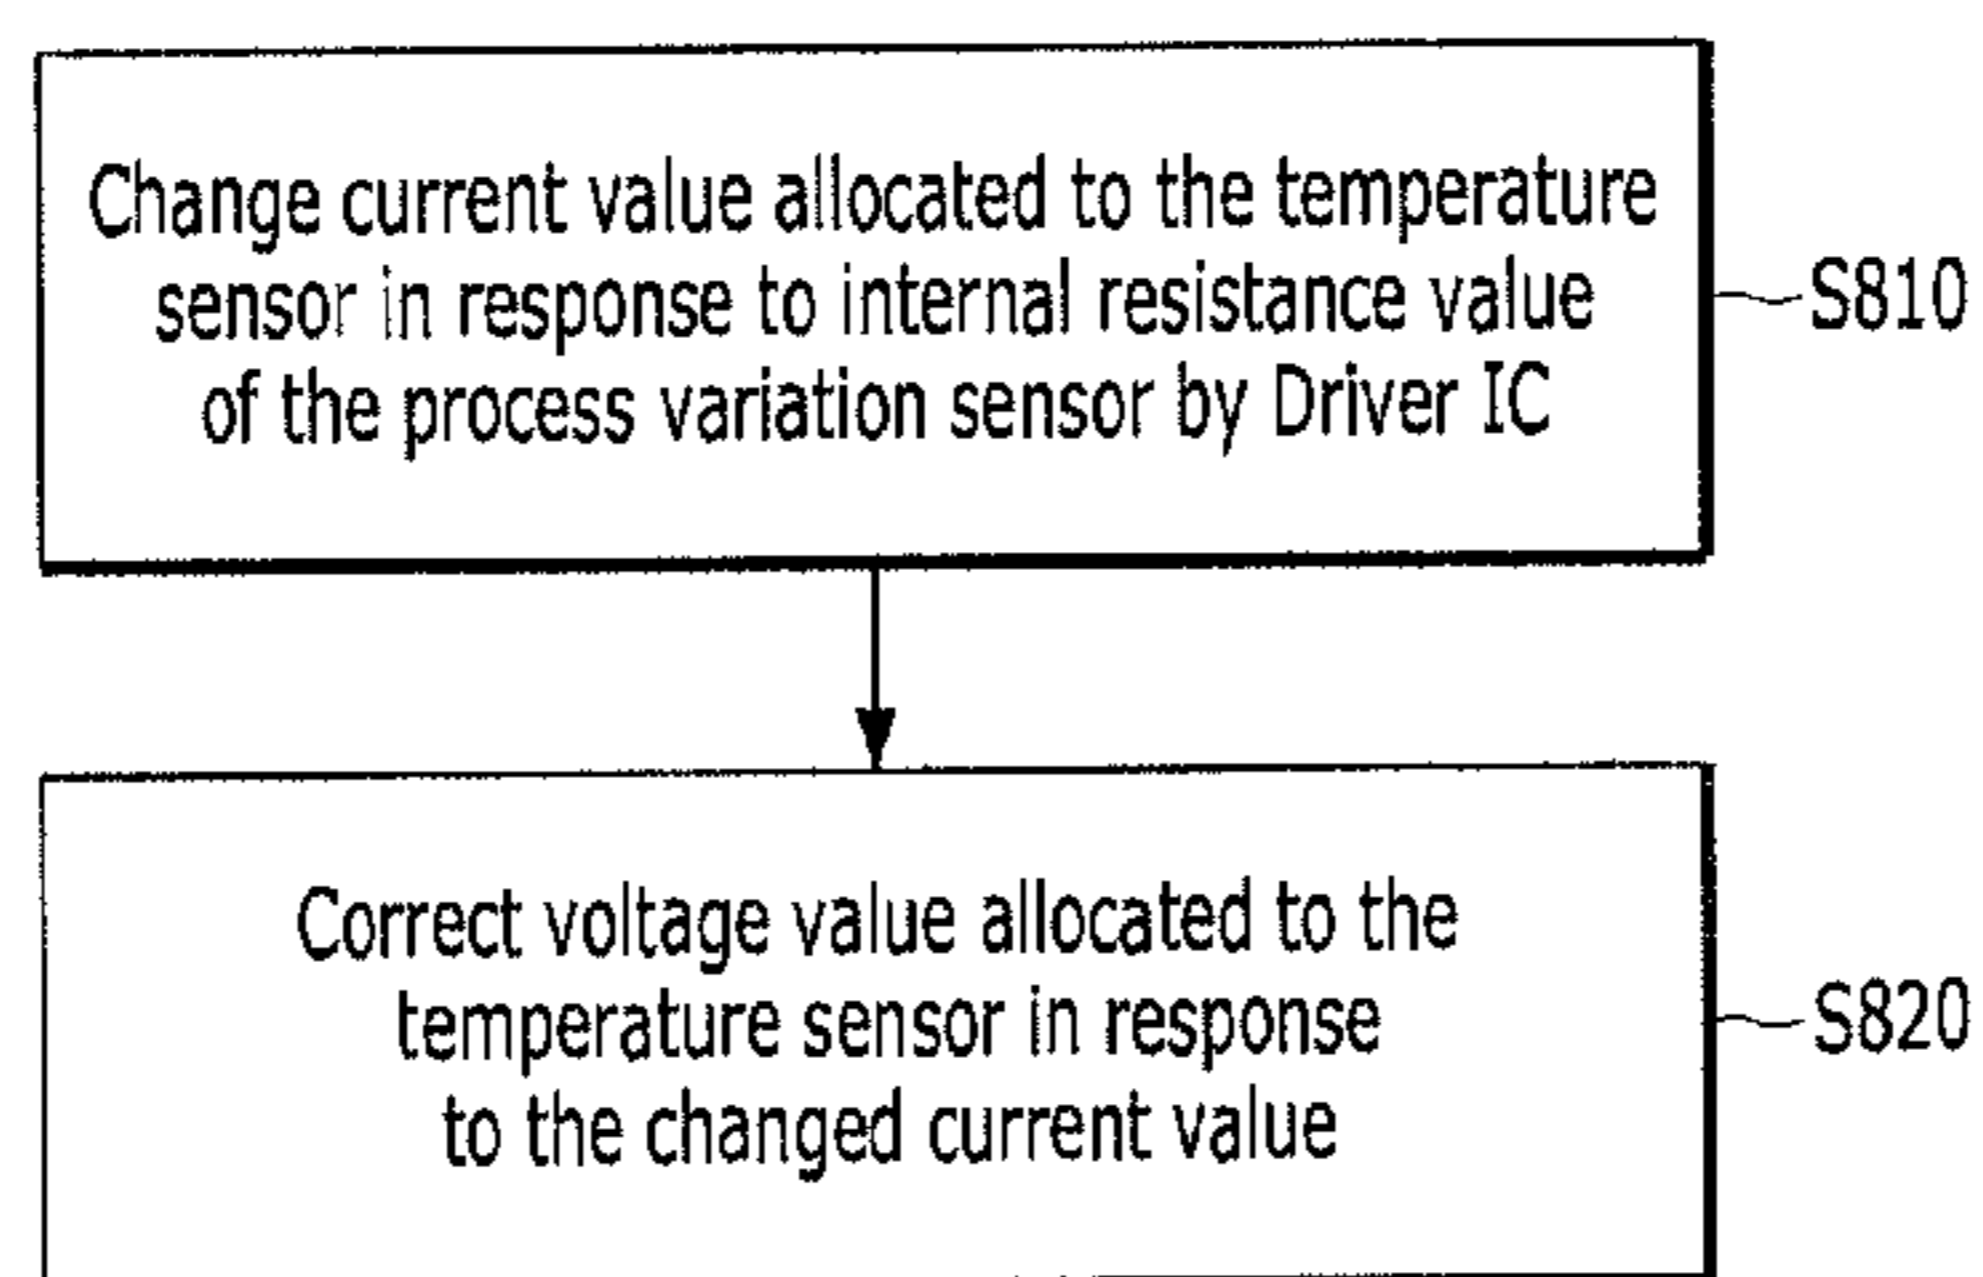 Change current value allocated to the temperature
sensor in response to internal resistance value
of the process variation sensor by Driver IC
S810
Correct voltage value allocated to the
temperature sensor in response
to the changed current value
S820